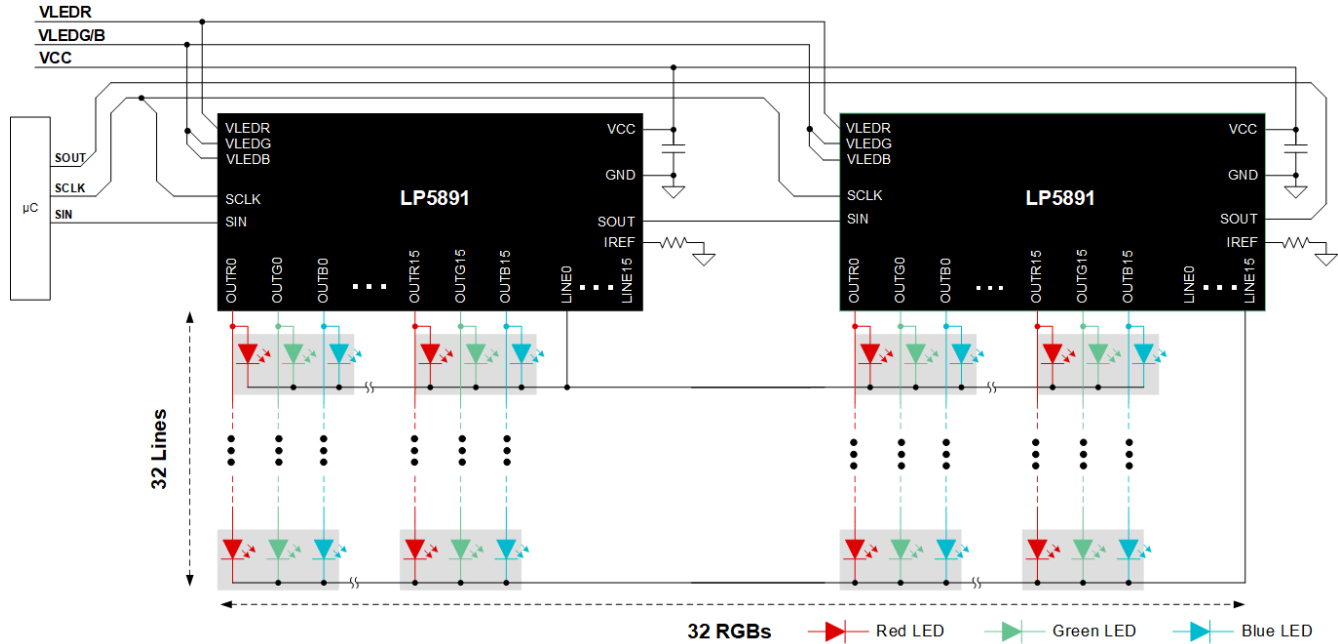 VLEDR
VLEDG/B
VCC
µC
SOUT
SCLK
SIN
VLEDR
VLEDG
VLEDB
SCLK
SIN
LP5891
VCC
GND
SOUT
IREF
OUTR0
OUTG0
OUTB0
OUTR15
OUTG15
OUTB15
LINE0
LINE15
VLEDR
VLEDG
VLEDB
SCLK
SIN
LP5891
VCC
GND
SOUT
IREF
OUTR0
OUTG0
OUTB0
OUTR15
OUTG15
OUTB15
LINE0
LINE15
32 Lines
32 RGBs
Red LED
Green LED
Blue LED